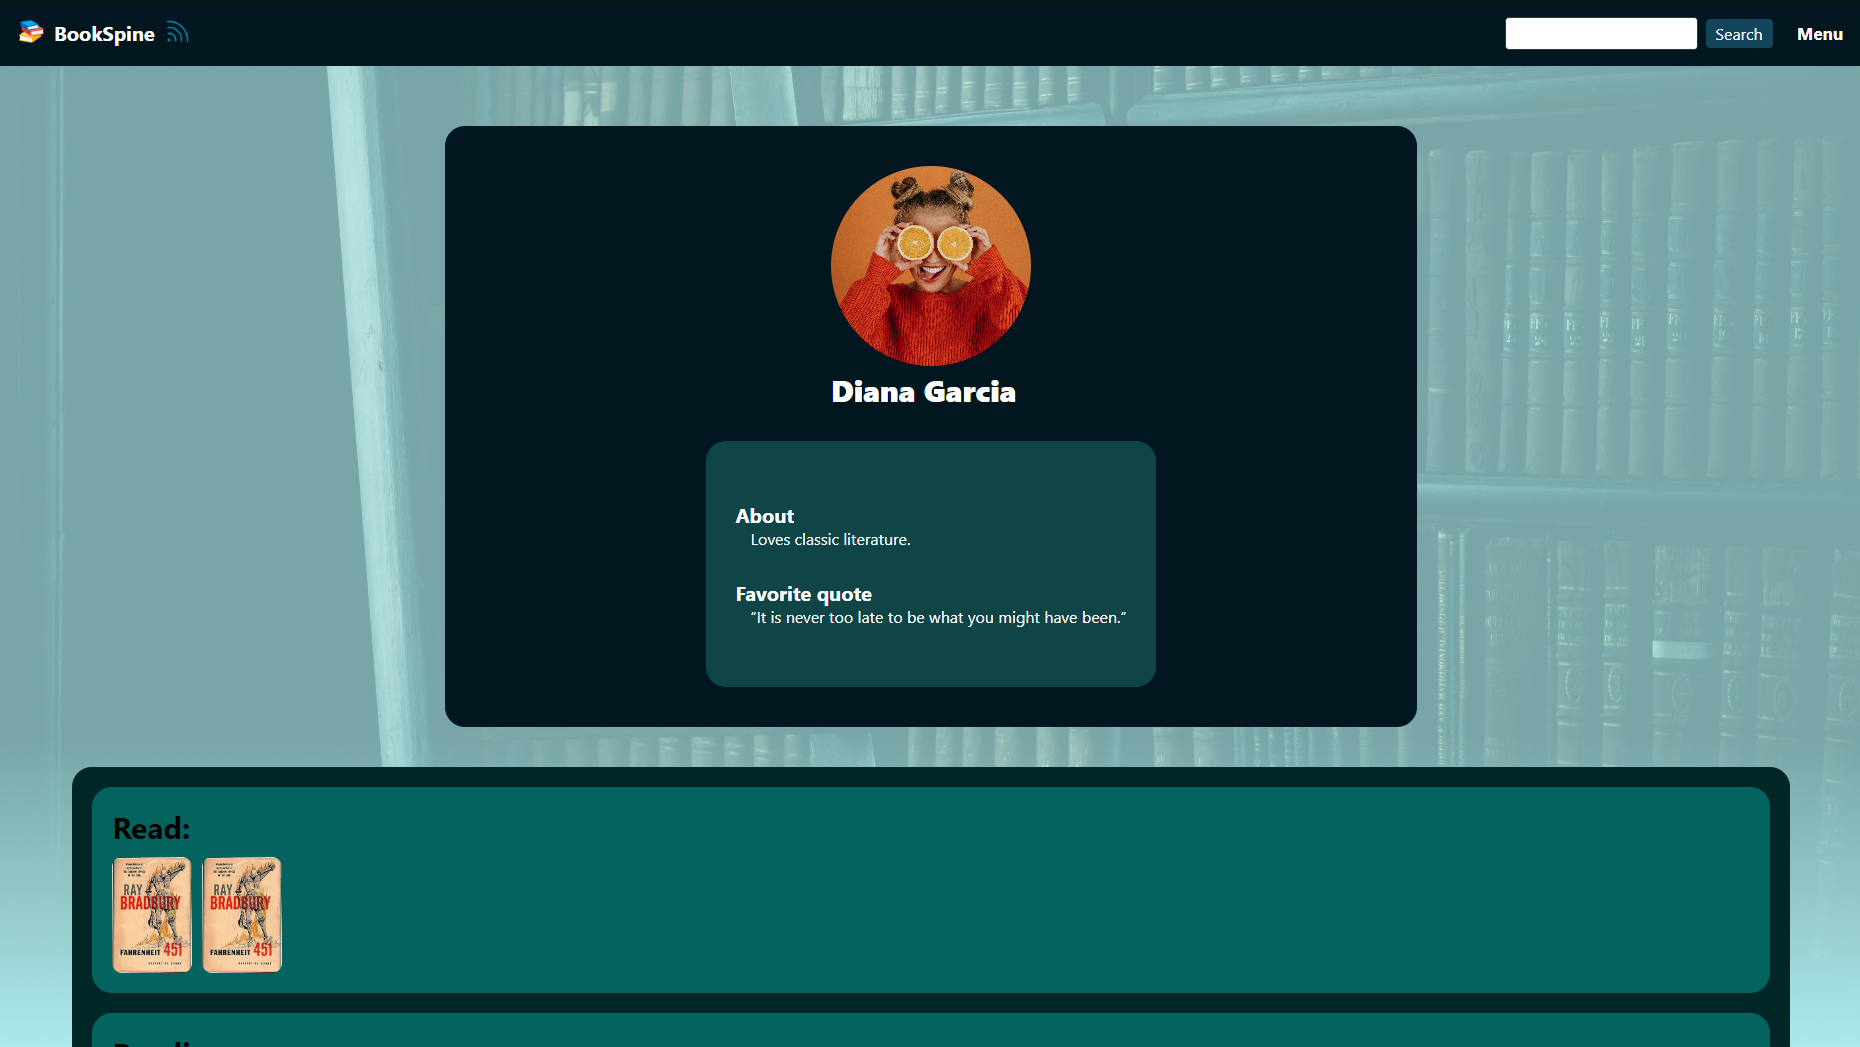 BookSpine
Search
Menu
Diana Garcia
About
Loves classic literature.
Favorite quote
“It is never too late to be what you might have been.”
Read:
RAY
BRADBURY
FAHRENHEIT 451
RAY
BRADBURY
FAHRENHEIT 451